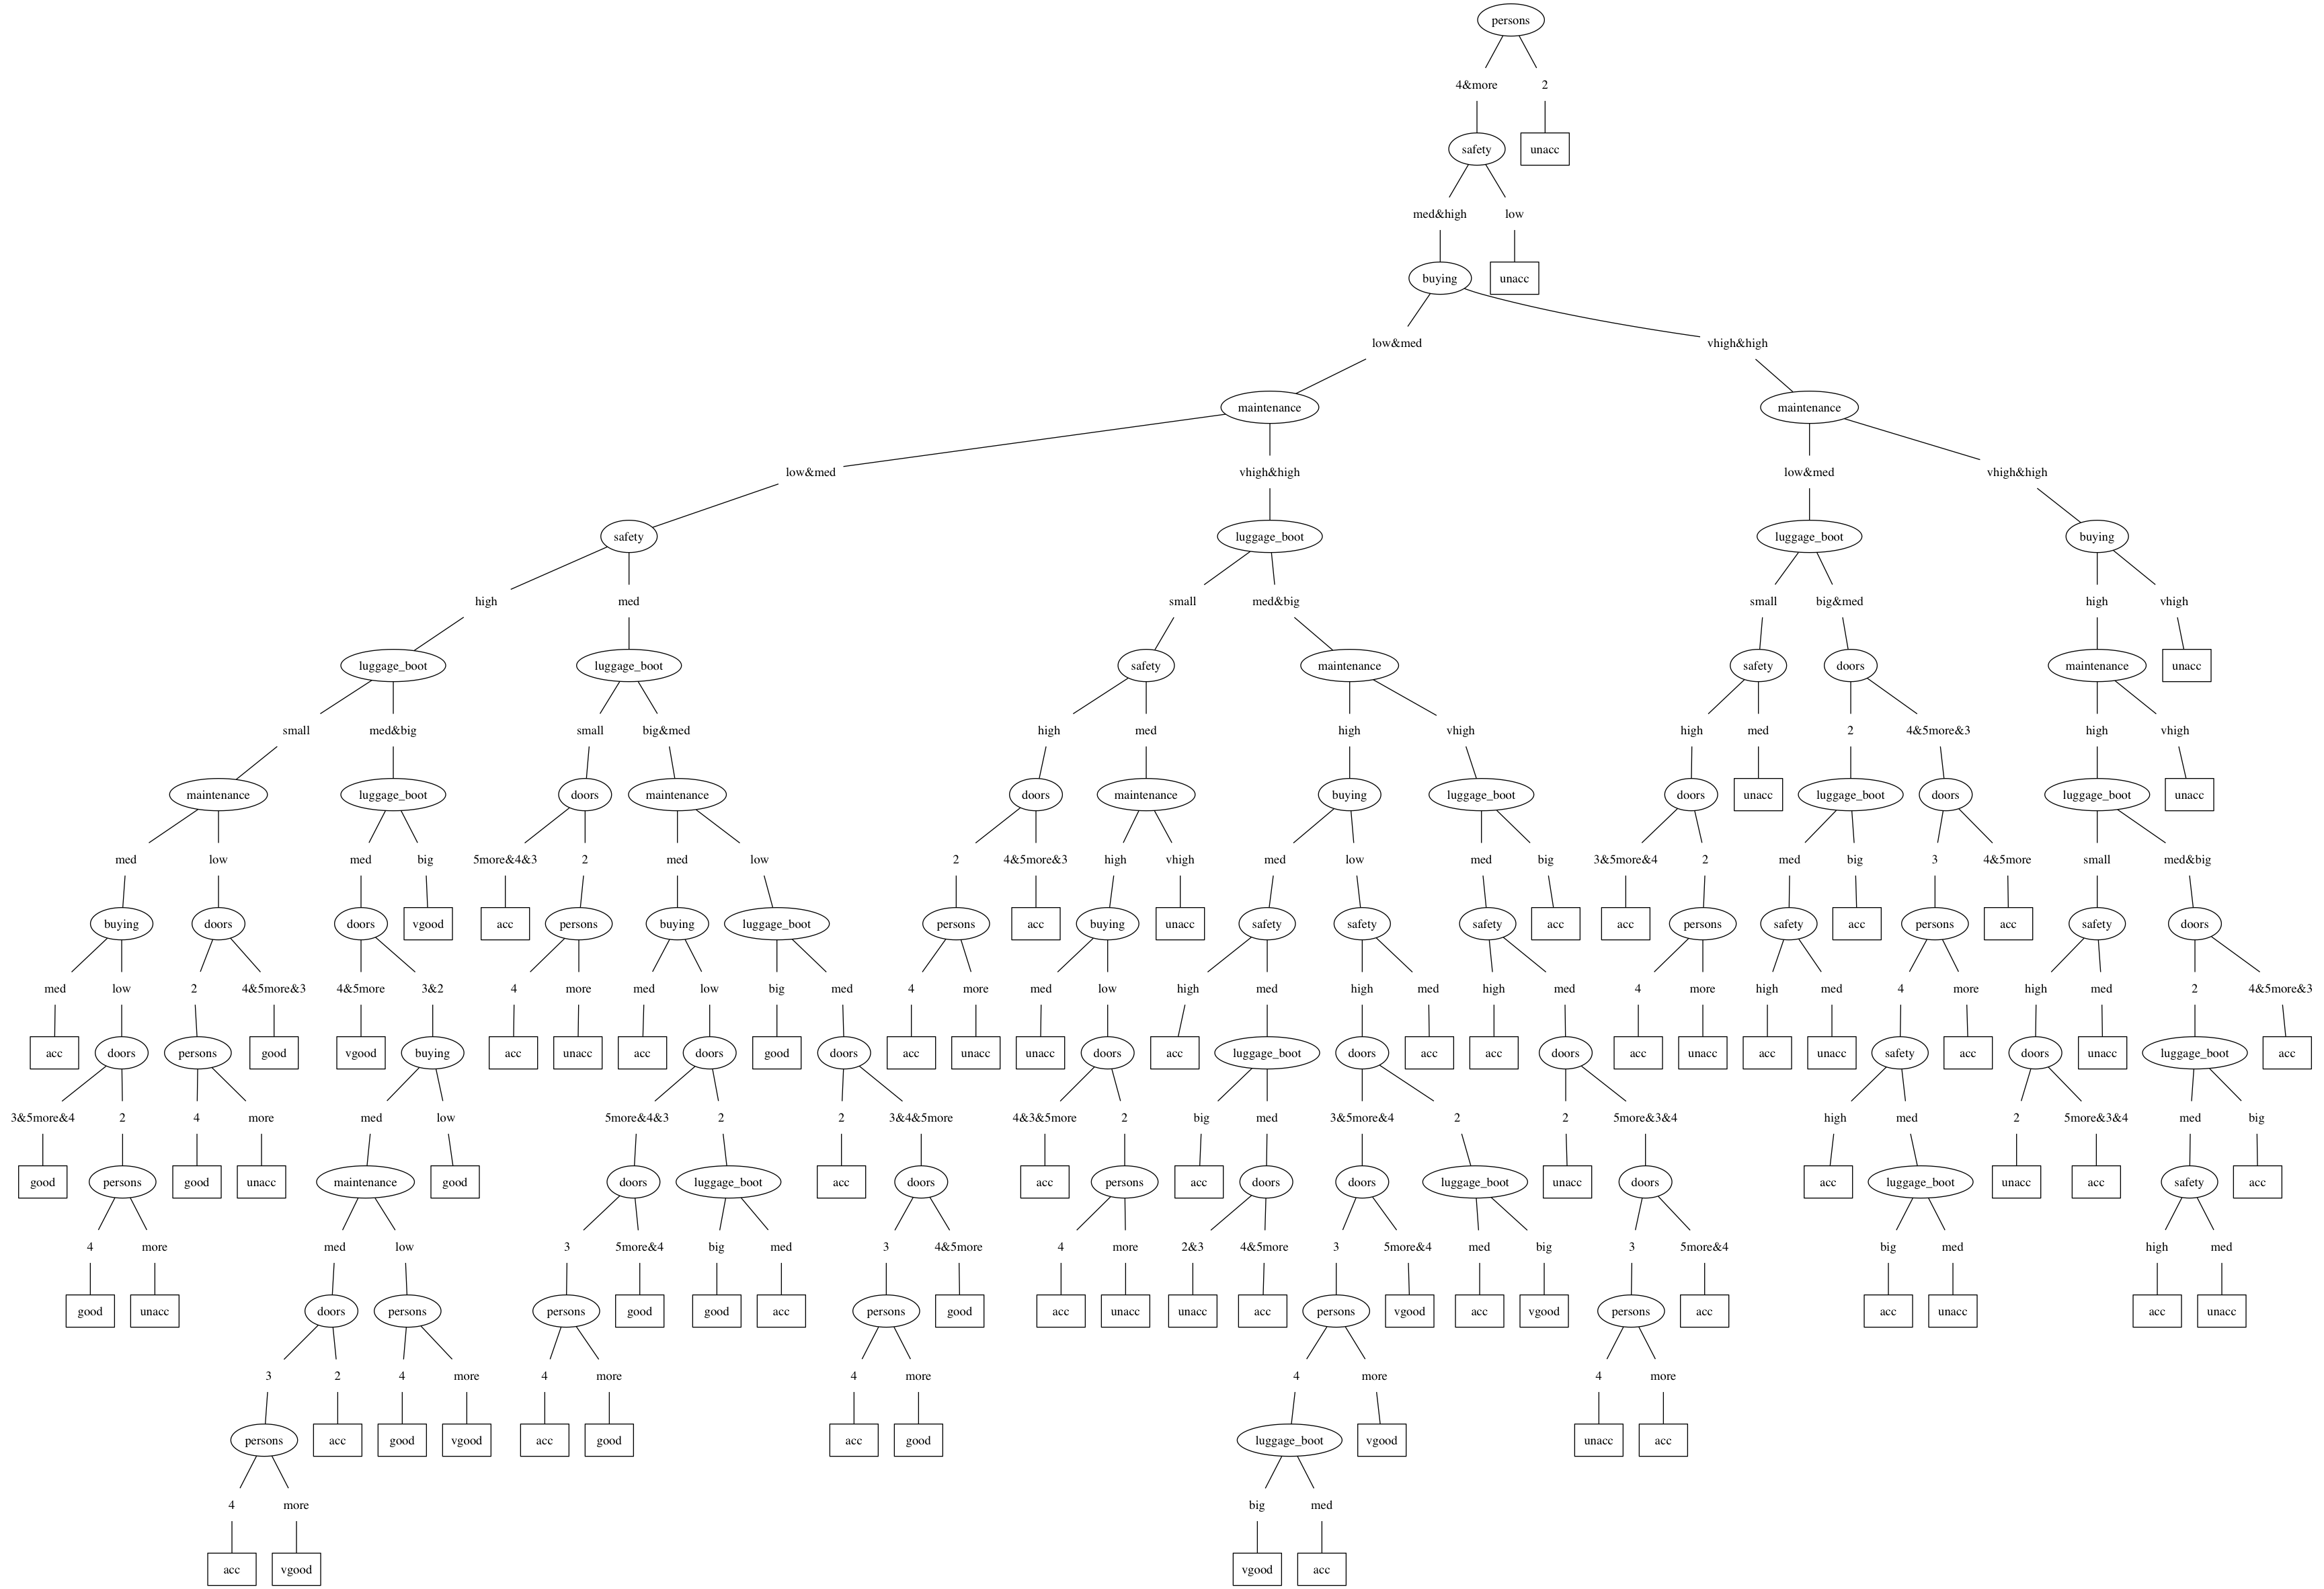 persons
4&more 2
safety unacc
med&high low
buying unacc
low&med vhigh&high
maintenance maintenance
low&med vhigh&high low&med vhigh&high
safety luggage_boot luggage_boot buying
high med small med&big small big&med high vhigh
luggage_boot luggage_boot safety maintenance safety doors maintenance unacc
small med&big small big&med high med high vhigh high med 2 4&5more&3 high vhigh
maintenance luggage_boot doors maintenance doors maintenance buying luggage_boot doors unacc luggage_boot doors luggage_boot unacc
med low med big 5more&4&3 2 med low 2 4&5more&3 high vhigh med low med big 3&5more&4 2 med big 3 4&5more small med&big
buying doors doors vgood acc persons buying luggage_boot persons acc buying unacc safety safety safety acc acc persons safety acc persons acc safety doors
med low 2 4&5more&3 4&5more 3&2 4 more med low big med 4 more med low high med high med high med 4 more high med 4 more high med 2 4&5more&3
acc doors persons good vgood buying acc unacc acc doors good doors acc unacc unacc doors acc luggage_boot doors acc acc doors acc unacc acc unacc safety acc doors unacc luggage_boot acc
3&5more&4 2 4 more med low 5more&4&3 2 2 3&4&5more 4&3&5more 2 big med 3&5more&4 2 2 5more&3&4 high med 2 5more&3&4 med big
good persons good unacc maintenance good doors luggage_boot acc doors acc persons acc doors doors luggage_boot unacc doors acc luggage_boot unacc acc safety acc
4 more med low 3 5more&4 big med 3 4&5more 4 more 2&3 4&5more 3 5more&4 med big 3 5more&4 big med high med
good unacc doors persons persons good good acc persons good acc unacc unacc acc persons vgood acc vgood persons acc acc unacc acc unacc
3 2 4 more 4 more 4 more 4 more 4 more
persons acc good vgood acc good acc good luggage_boot vgood unacc acc
4 more big med
acc vgood vgood acc